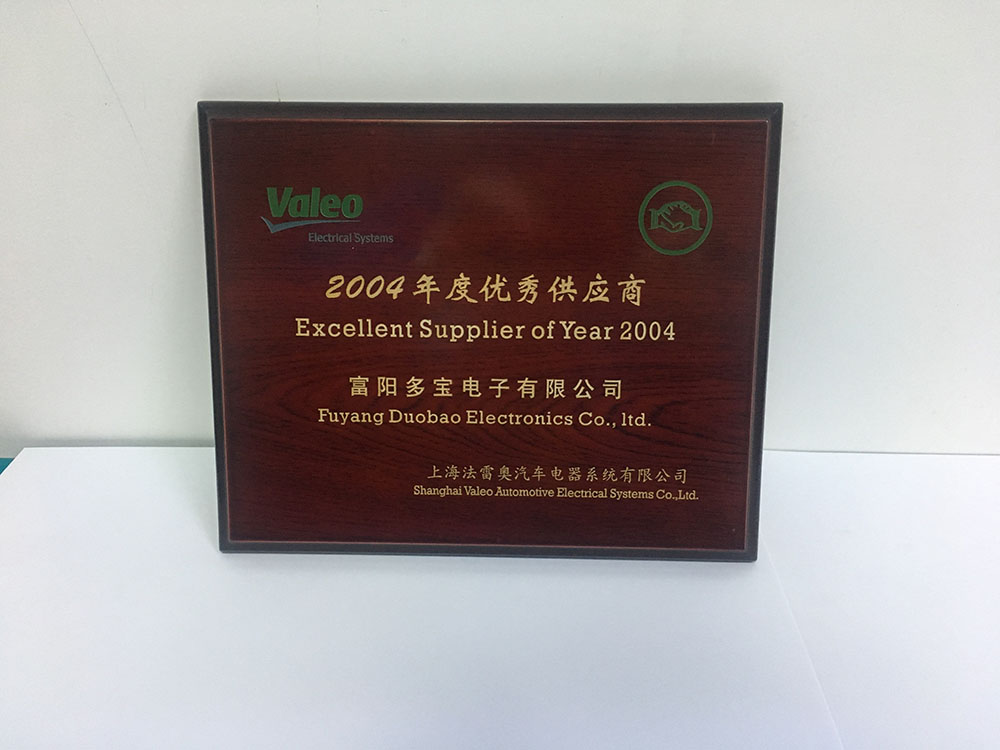 Valeo
Electrical Systems
2004年度优秀供应商
Excellent Supplier of Year 2004
富阳多宝电子有限公司
Fuyang Duobao Electronics Co., ltd.
上海法雷奥汽车电器系统有限公司
Shanghai Valeo Automotive Electrical Systems Co.,Ltd.